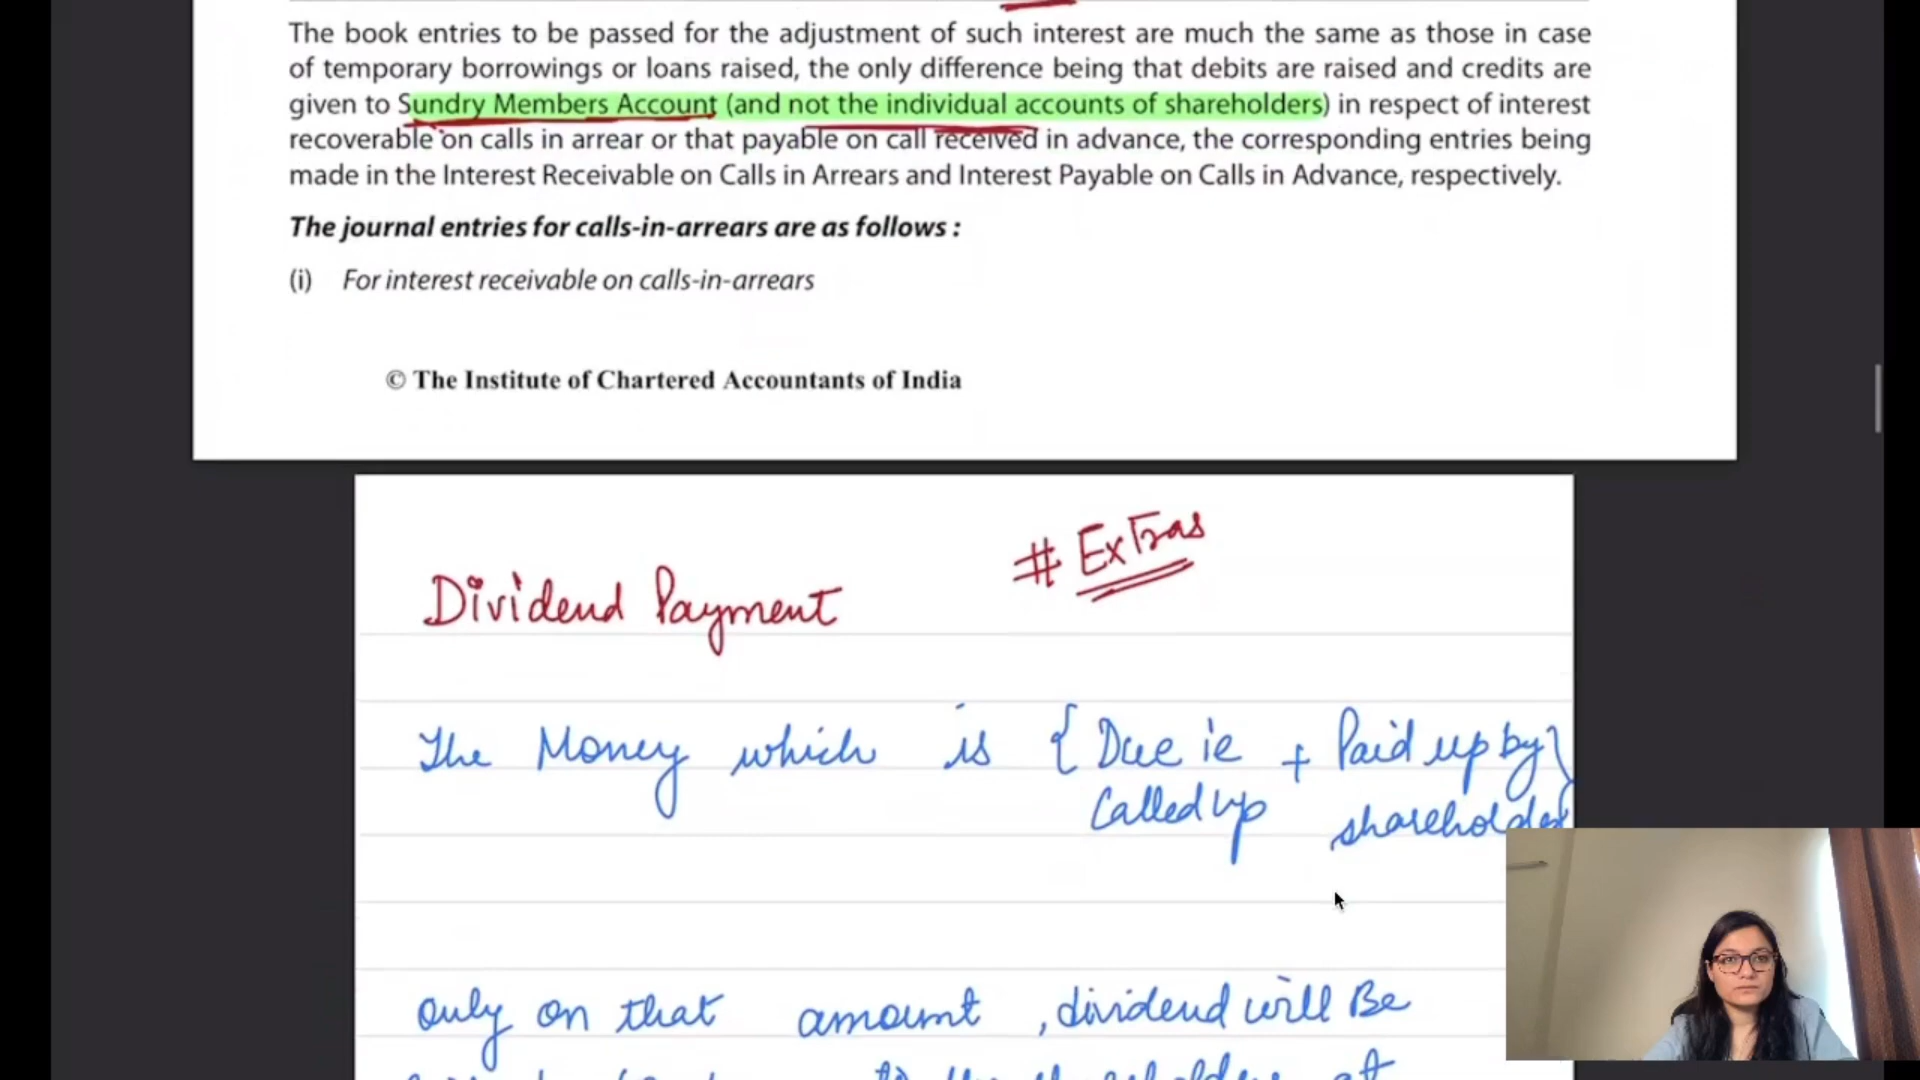 The book entries to be passed for the adjustment of such interest are much the same as those in case
of temporary borrowings or loans raised, the only difference being that debits are raised and credits are
given to Sundry Members Account (and not the individual accounts of shareholders) in respect of interest
recoverable on calls in arrear or that payable on call received in advance, the corresponding entries being
made in the Interest Receivable on Calls in Arrears and Interest Payable on Calls in Advance, respectively.
The journal entries for calls-in-arrears are as follows :
(i) For interest receivable on calls-in-arrears
© The Institute of Chartered Accountants of India
# Extras
Dividend Payment
The Money which is { Due ie + Paid up by }
Called up shareholder
only on that amount , dividend will Be
to the shareholders at